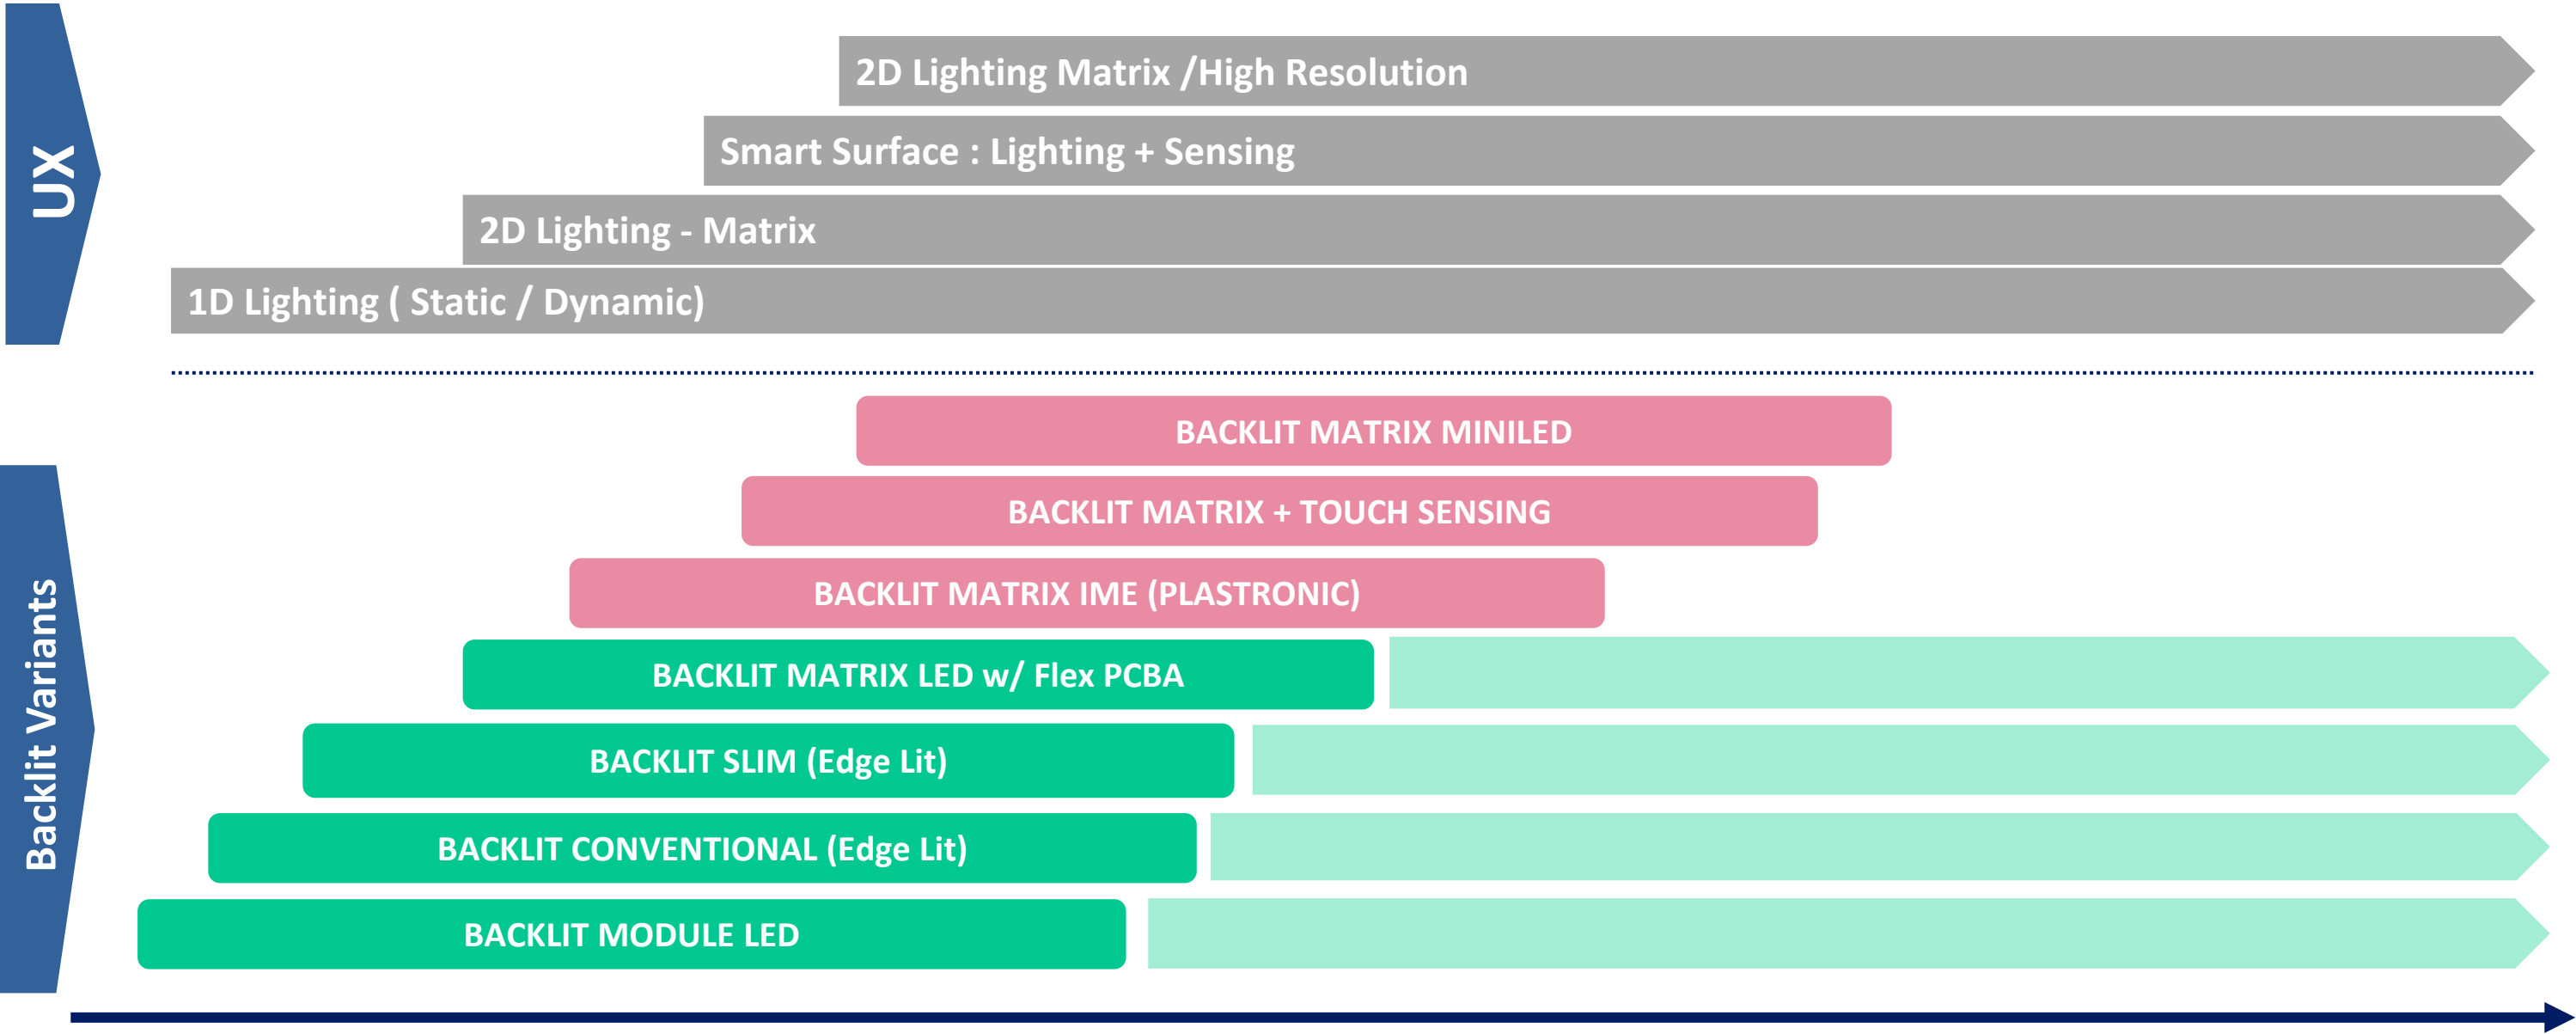 UX
2D Lighting Matrix /High Resolution
Smart Surface : Lighting + Sensing
2D Lighting - Matrix
1D Lighting ( Static / Dynamic)
Backlit Variants
BACKLIT MATRIX MINILED
BACKLIT MATRIX + TOUCH SENSING
BACKLIT MATRIX IME (PLASTRONIC)
BACKLIT MATRIX LED w/ Flex PCBA
BACKLIT SLIM (Edge Lit)
BACKLIT CONVENTIONAL (Edge Lit)
BACKLIT MODULE LED